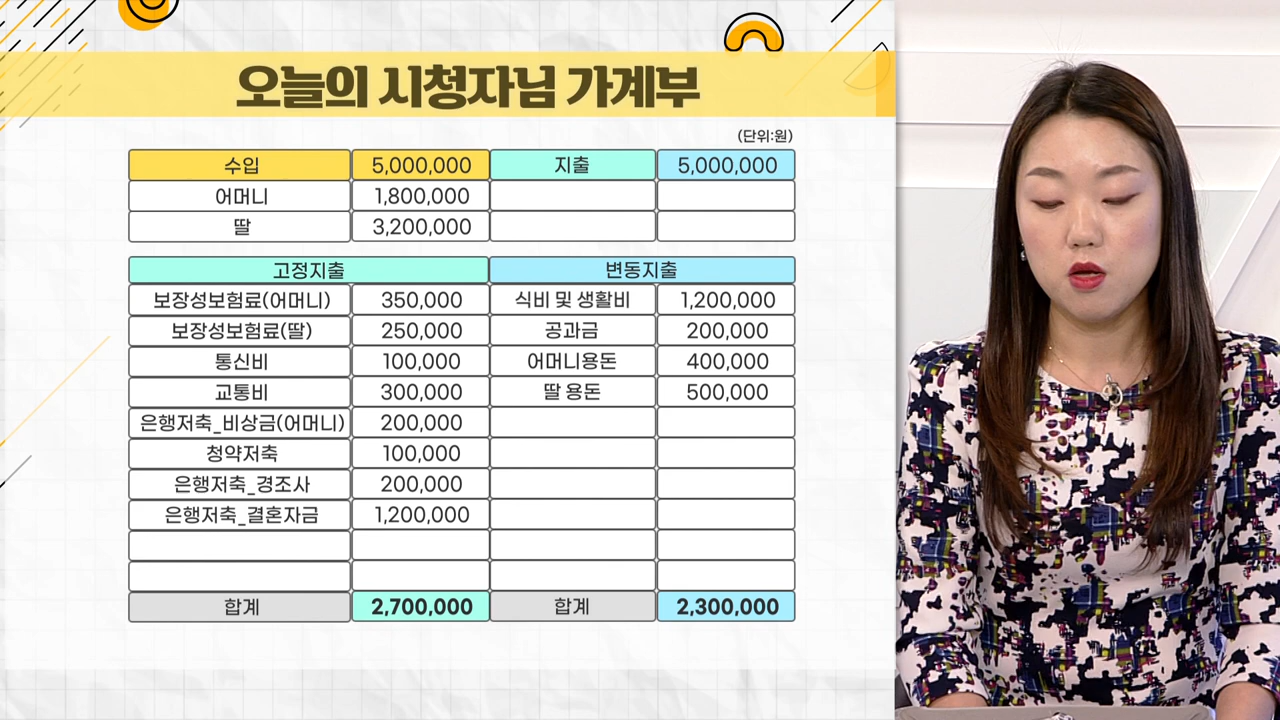 오늘의 시청자님 가계부
(단위:원)
수입 5,000,000 지출 5,000,000
어머니 1,800,000
딸 3,200,000
고정지출 변동지출
보장성보험료(어머니) 350,000 식비 및 생활비 1,200,000
보장성보험료(딸) 250,000 공과금 200,000
통신비 100,000 어머니용돈 400,000
교통비 300,000 딸 용돈 500,000
은행저축_비상금(어머니) 200,000
청약저축 100,000
은행저축_경조사 200,000
은행저축_결혼자금 1,200,000
합계 2,700,000 합계 2,300,000